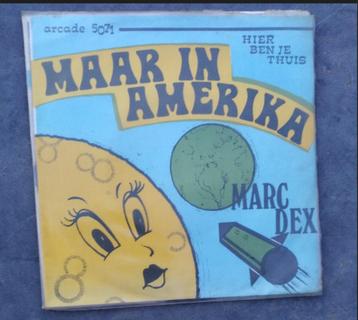 arcade 5071
HIER
BEN JE
THUIS
MAAR IN
AMERIKA
MARC
DEX